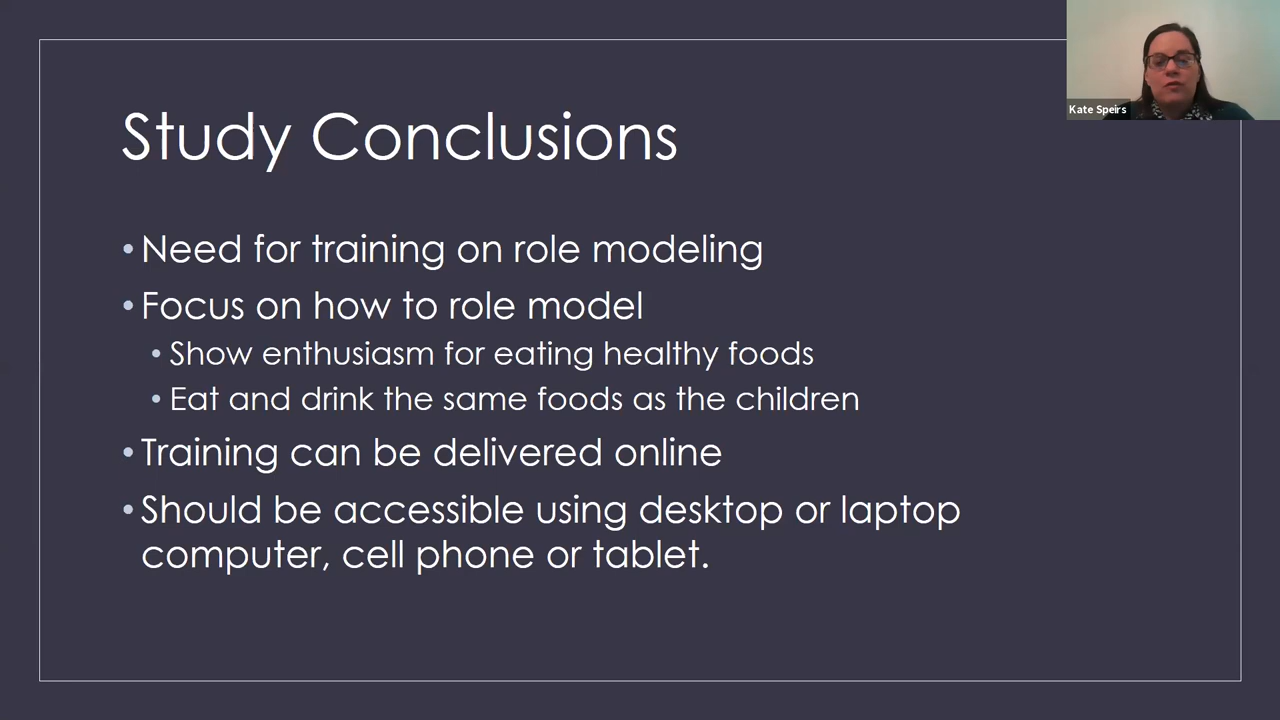 Kate Speirs
Study Conclusions
• Need for training on role modeling
• Focus on how to role model
• Show enthusiasm for eating healthy foods
• Eat and drink the same foods as the children
• Training can be delivered online
• Should be accessible using desktop or laptop
computer, cell phone or tablet.